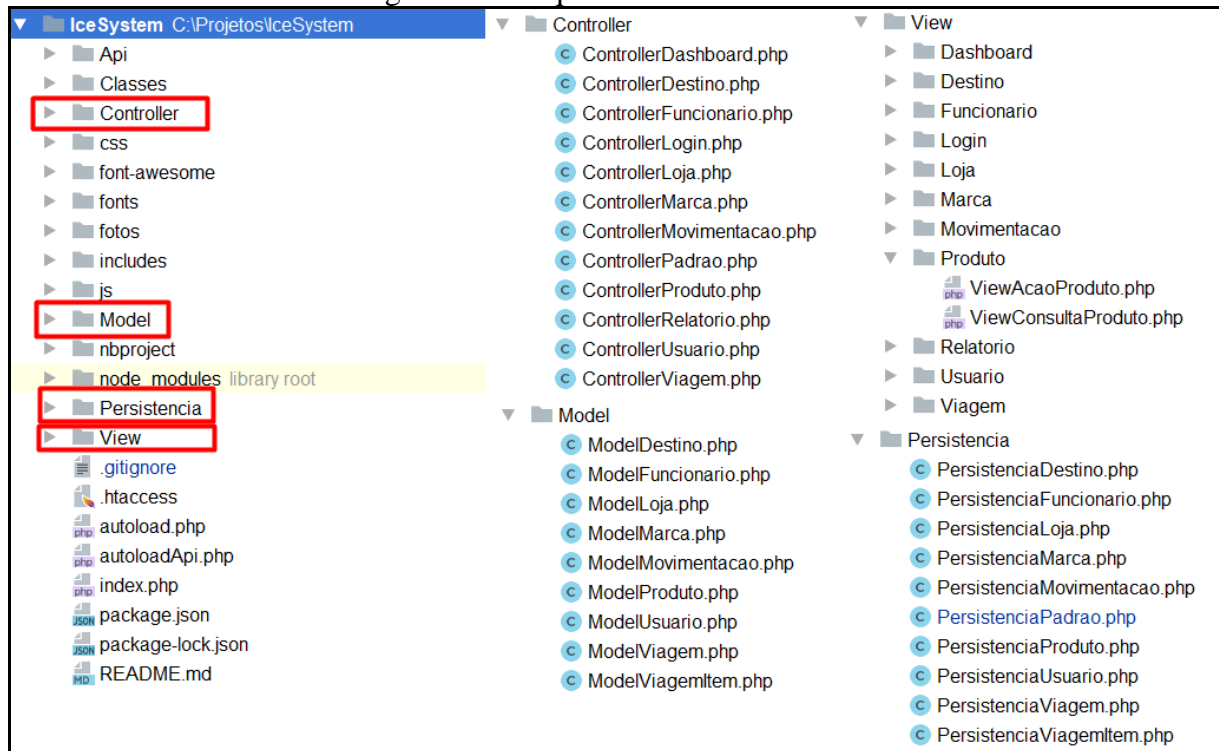 IceSystem C:\Projetos\IceSystem
Api
Classes
Controller
css
font-awesome
fonts
fotos
includes
js
Model
nbproject
node_modules library root
Persistencia
View
.gitignore
.htaccess
autoload.php
autoloadApi.php
index.php
package.json
package-lock.json
README.md
Controller
ControllerDashboard.php
ControllerDestino.php
ControllerFuncionario.php
ControllerLogin.php
ControllerLoja.php
ControllerMarca.php
ControllerMovimentacao.php
ControllerPadrao.php
ControllerProduto.php
ControllerRelatorio.php
ControllerUsuario.php
ControllerViagem.php
Model
ModelDestino.php
ModelFuncionario.php
ModelLoja.php
ModelMarca.php
ModelMovimentacao.php
ModelProduto.php
ModelUsuario.php
ModelViagem.php
ModelViagemItem.php
View
Dashboard
Destino
Funcionario
Login
Loja
Marca
Movimentacao
Produto
ViewAcaoProduto.php
ViewConsultaProduto.php
Relatorio
Usuario
Viagem
Persistencia
PersistenciaDestino.php
PersistenciaFuncionario.php
PersistenciaLoja.php
PersistenciaMarca.php
PersistenciaMovimentacao.php
PersistenciaPadrao.php
PersistenciaProduto.php
PersistenciaUsuario.php
PersistenciaViagem.php
PersistenciaViagemItem.php